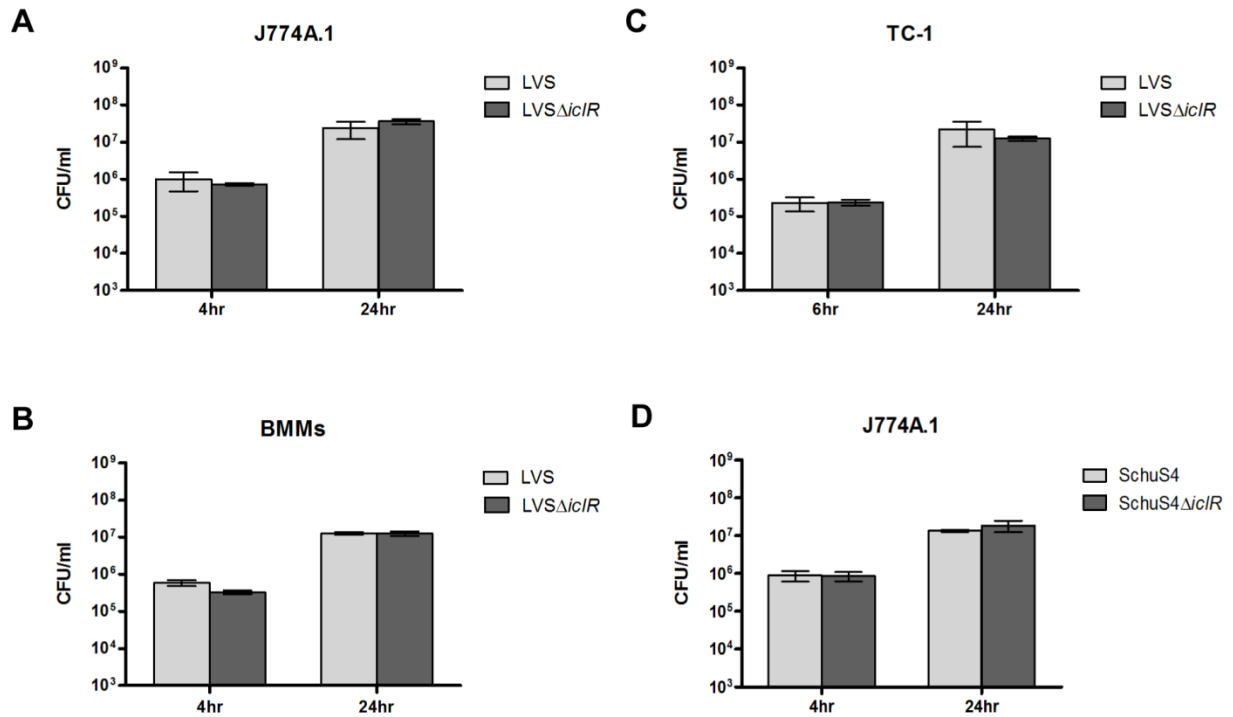 A
J774A.1
CFU/ml
10⁹
10⁸
10⁷
10⁶
10⁵
10⁴
10³
4hr 24hr
LVS
LVSΔiclR
C
TC-1
CFU/ml
10⁹
10⁸
10⁷
10⁶
10⁵
10⁴
10³
6hr 24hr
LVS
LVSΔiclR
B
BMMs
CFU/ml
10⁹
10⁸
10⁷
10⁶
10⁵
10⁴
10³
4hr 24hr
LVS
LVSΔiclR
D
J774A.1
CFU/ml
10⁹
10⁸
10⁷
10⁶
10⁵
10⁴
10³
4hr 24hr
SchuS4
SchuS4ΔiclR